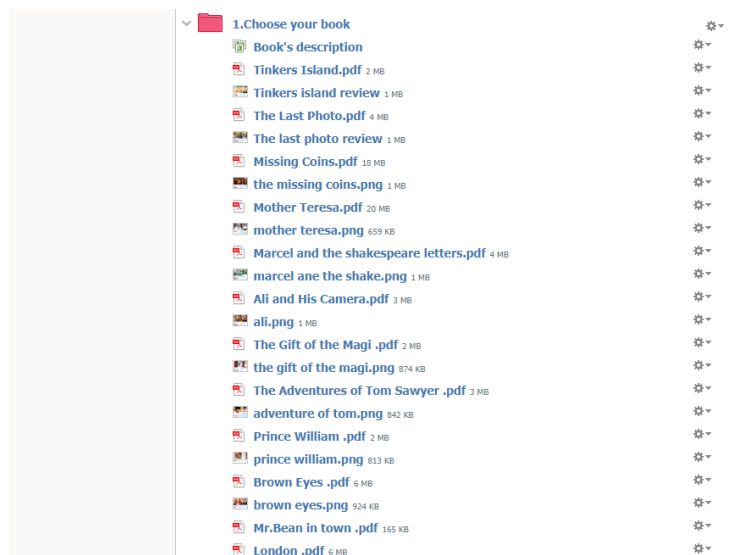 1.Choose your book
Book's description
Tinkers Island.pdf 2 MB
Tinkers island review 1 MB
The Last Photo.pdf 4 MB
The last photo review 1 MB
Missing Coins.pdf 18 MB
the missing coins.png 1 MB
Mother Teresa.pdf 20 MB
mother teresa.png 659 KB
Marcel and the shakespeare letters.pdf 4 MB
marcel ane the shake.png 1 MB
Ali and His Camera.pdf 3 MB
ali.png 1 MB
The Gift of the Magi .pdf 2 MB
the gift of the magi.png 874 KB
The Adventures of Tom Sawyer .pdf 3 MB
adventure of tom.png 842 KB
Prince William .pdf 2 MB
prince william.png 813 KB
Brown Eyes .pdf 6 MB
brown eyes.png 924 KB
Mr.Bean in town .pdf 165 KB
London .pdf 6 MB